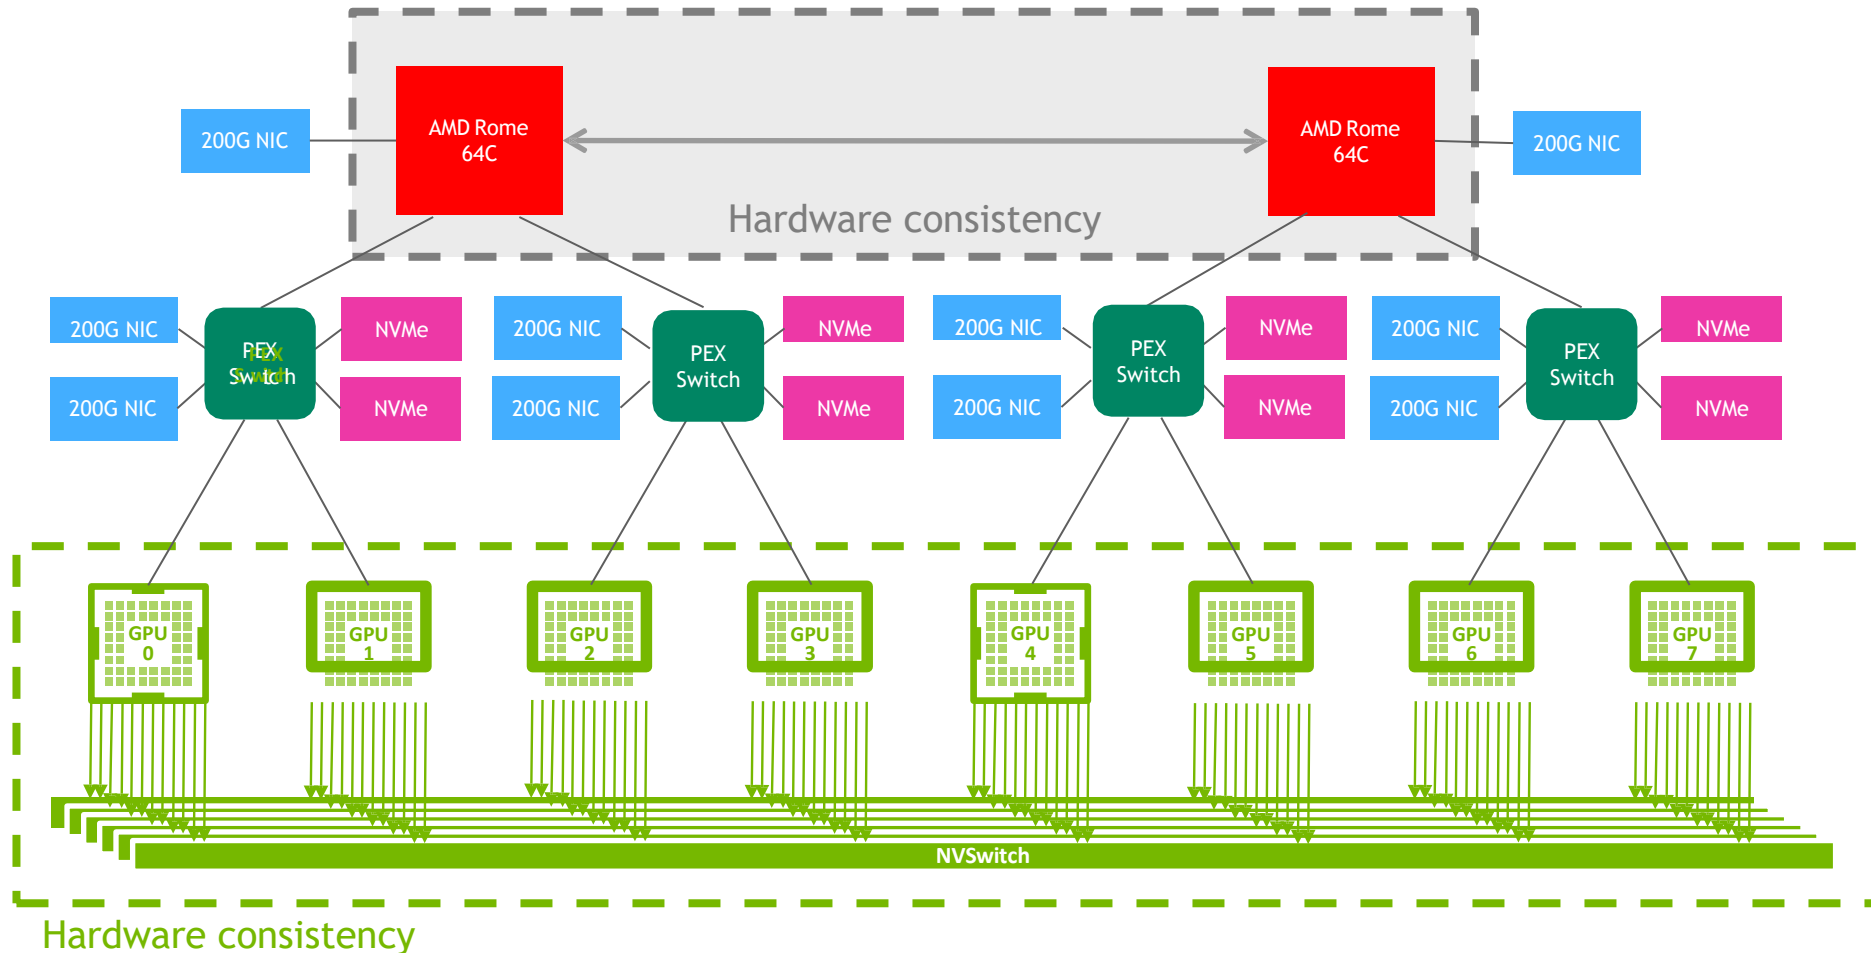 AMD Rome
64C
AMD Rome
64C
200G NIC
200G NIC
Hardware consistency
200G NIC
NVMe
200G NIC
NVMe
200G NIC
NVMe
200G NIC
NVMe
PEX
Switch
PEX
Switch
PEX
Switch
PEX
Switch
200G NIC
NVMe
200G NIC
NVMe
200G NIC
NVMe
200G NIC
NVMe
GPU
0
GPU
1
GPU
2
GPU
3
GPU
4
GPU
5
GPU
6
GPU
7
NVSwitch
Hardware consistency